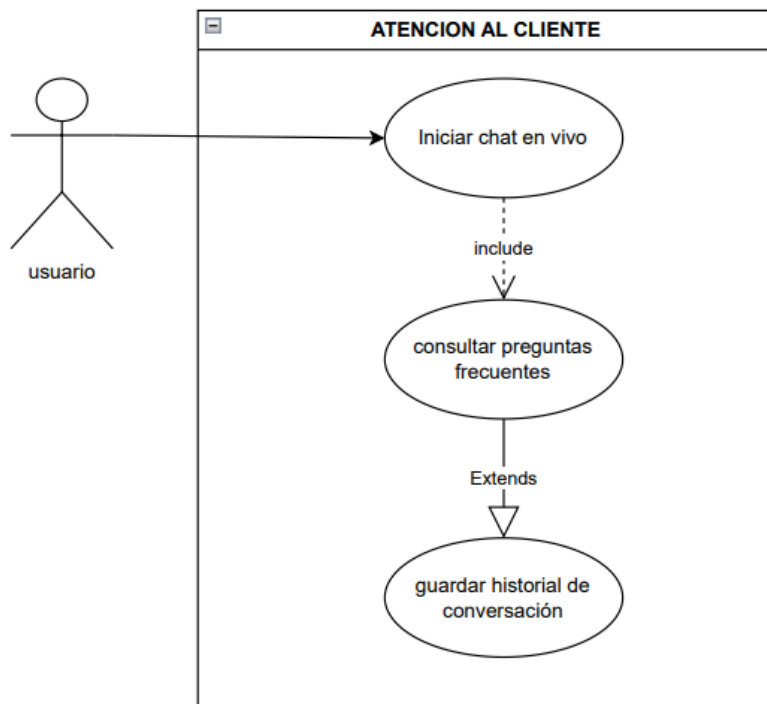 ATENCION AL CLIENTE
Iniciar chat en vivo
usuario
include
consultar preguntas
frecuentes
Extends
guardar historial de
conversación